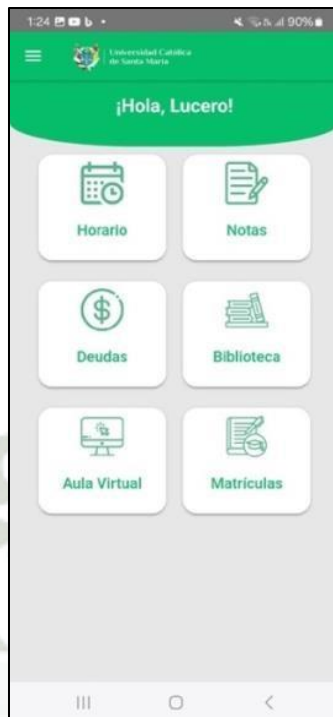 1:24
90%
Universidad Católica
de Santa María
¡Hola, Lucero!
Horario
Notas
Deudas
Biblioteca
Aula Virtual
Matrículas